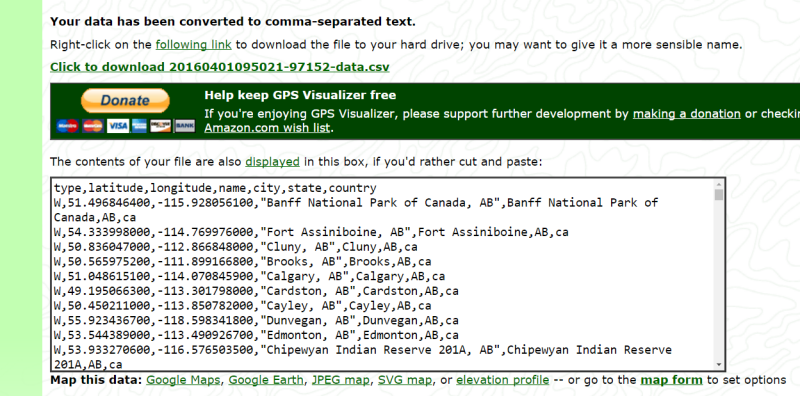 Your data has been converted to comma-separated text.
Right-click on the following link to download the file to your hard drive; you may want to give it a more sensible name.
Click to download 20160401095021-97152-data.csv
Donate
VISA
BANK
Help keep GPS Visualizer free!
If you're enjoying GPS Visualizer, please support further development by making a donation or checkin
Amazon.com wish list.
The contents of your file are also displayed in this box, if you'd rather cut and paste:
type,latitude,longitude,name,city,state,country
W,51.496846400,-115.928056100,"Banff National Park of Canada, AB",Banff National Park of
Canada,AB,ca
W,54.333998000,-114.769976000,"Fort Assiniboine, AB",Fort Assiniboine,AB,ca
W,50.836047000,-112.866848000,"Cluny, AB",Cluny,AB,ca
W,50.565975200,-111.899166800,"Brooks, AB",Brooks,AB,ca
W,51.048615100,-114.070845900,"Calgary, AB",Calgary,AB,ca
W,49.195066300,-113.301798000,"Cardston, AB",Cardston,AB,ca
W,50.450211000,-113.850782000,"Cayley, AB",Cayley,AB,ca
W,55.923436700,-118.598341800,"Dunvegan, AB",Dunvegan,AB,ca
W,53.544389000,-113.490926700,"Edmonton, AB",Edmonton,AB,ca
W,53.933270600,-116.576503500,"Chipewyan Indian Reserve 201A, AB",Chipewyan Indian Reserve
201A,AB,ca
Map this data: Google Maps, Google Earth, JPEG map, SVG map, or elevation profile -- or go to the map form to set options